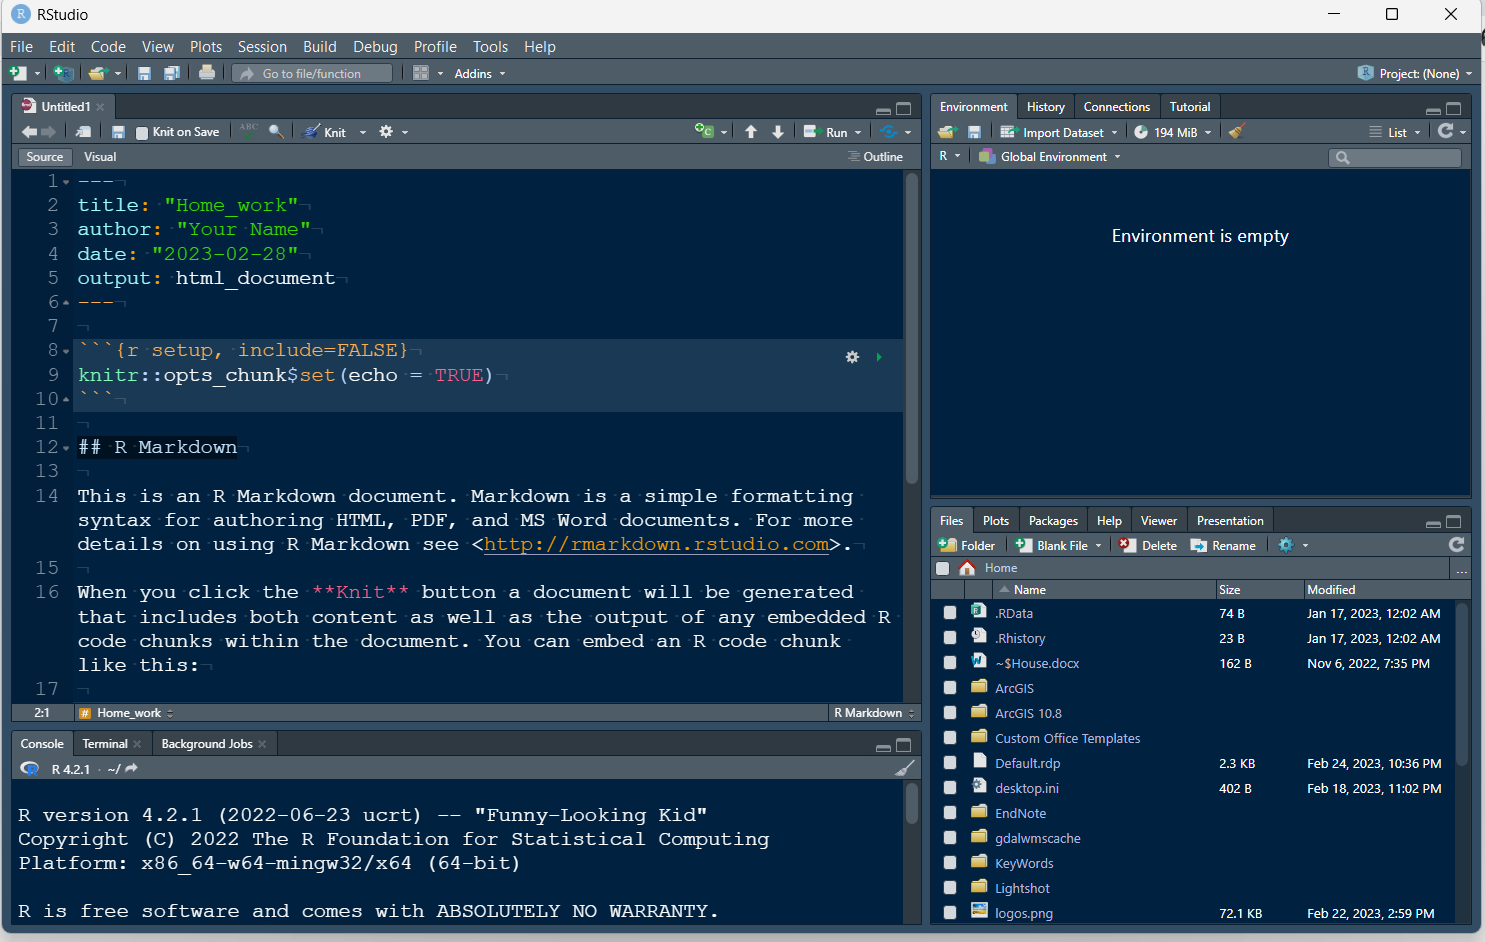 RStudio
File Edit Code View Plots Session Build Debug Profile Tools Help
Go to file/function Addins Project: (None)
Untitled1
Knit on Save ABC Knit Run
Source Visual Outline
1 ---
2 title: "Home_work"
3 author: "Your Name"
4 date: "2023-02-28"
5 output: html_document
6 ---
7
8 ```{r setup, include=FALSE}
9 knitr::opts_chunk$set(echo = TRUE)
10 ```
11
12 ## R Markdown
13
14 This is an R Markdown document. Markdown is a simple formatting
syntax for authoring HTML, PDF, and MS Word documents. For more
details on using R Markdown see <http://rmarkdown.rstudio.com>.
15
16 When you click the **Knit** button a document will be generated
that includes both content as well as the output of any embedded R
code chunks within the document. You can embed an R code chunk
like this:
17
2:1 # Home_work R Markdown
Console Terminal Background Jobs
R 4.2.1 · ~/
R version 4.2.1 (2022-06-23 ucrt) -- "Funny-Looking Kid"
Copyright (C) 2022 The R Foundation for Statistical Computing
Platform: x86_64-w64-mingw32/x64 (64-bit)
R is free software and comes with ABSOLUTELY NO WARRANTY.
Environment History Connections Tutorial
Import Dataset 194 MiB List
R Global Environment
Environment is empty
Files Plots Packages Help Viewer Presentation
Folder Blank File Delete Rename
Home ...
Name Size Modified
.RData 74 B Jan 17, 2023, 12:02 AM
.Rhistory 23 B Jan 17, 2023, 12:02 AM
~$House.docx 162 B Nov 6, 2022, 7:35 PM
ArcGIS
ArcGIS 10.8
Custom Office Templates
Default.rdp 2.3 KB Feb 24, 2023, 10:36 PM
desktop.ini 402 B Feb 18, 2023, 11:02 PM
EndNote
gdalwmscache
KeyWords
Lightshot
logos.png 72.1 KB Feb 22, 2023, 2:59 PM